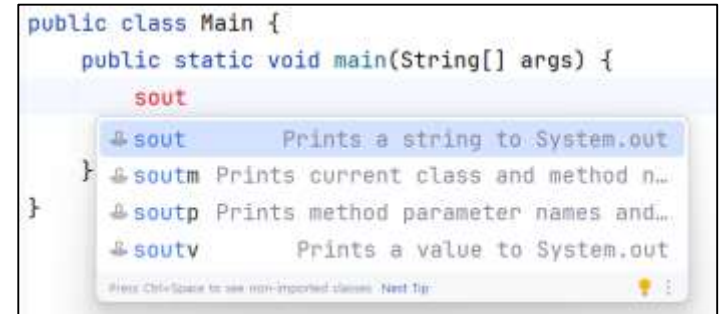 public class Main {
public static void main(String[] args) {
sout
sout Prints a string to System.out
soutm Prints current class and method n…
} soutp Prints method parameter names and…
} soutv Prints a value to System.out
Press Ctrl+Space to see non-imported classes Next Tip